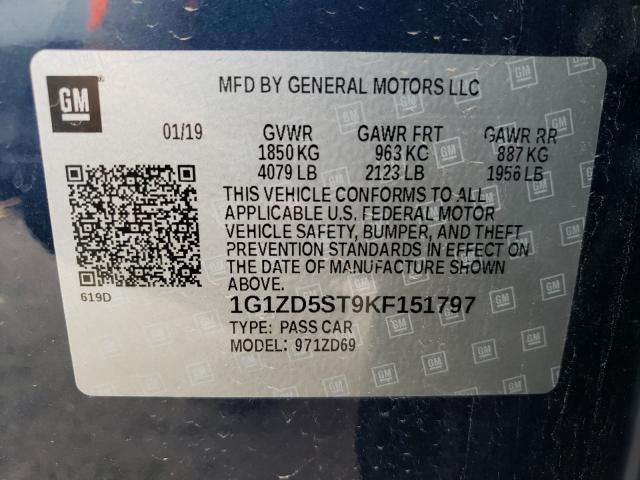 GM
MFD BY GENERAL MOTORS LLC
01/19 GVWR GAWR FRT GAWR RR
1850 KG 963 KG 887 KG
4079 LB 2123 LB 1956 LB
THIS VEHICLE CONFORMS TO ALL
APPLICABLE U.S. FEDERAL MOTOR
VEHICLE SAFETY, BUMPER, AND THEFT
PREVENTION STANDARDS IN EFFECT ON
THE DATE OF MANUFACTURE SHOWN
ABOVE.
619D
1G1ZD5ST9KF151797
TYPE: PASS CAR
MODEL: 971ZD69